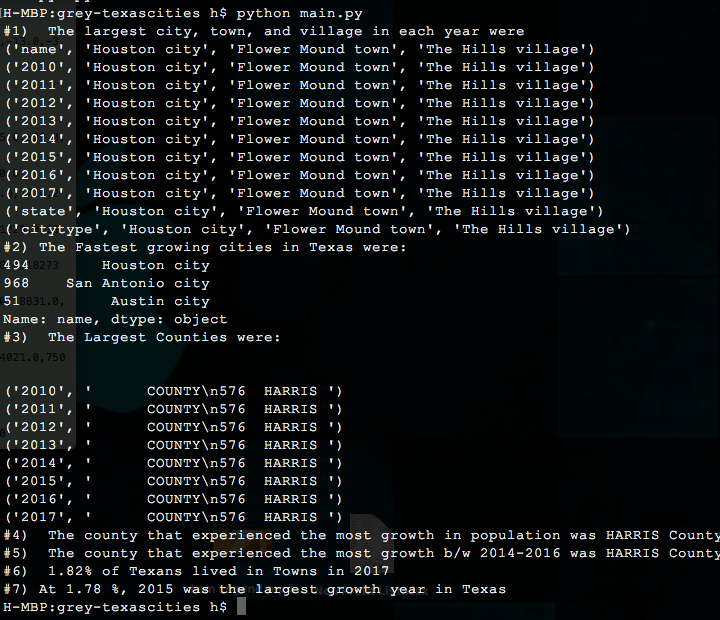 H-MBP:grey-texascities h$ python main.py
#1)  The largest city, town, and village in each year were
('name', 'Houston city', 'Flower Mound town', 'The Hills village')
('2010', 'Houston city', 'Flower Mound town', 'The Hills village')
('2011', 'Houston city', 'Flower Mound town', 'The Hills village')
('2012', 'Houston city', 'Flower Mound town', 'The Hills village')
('2013', 'Houston city', 'Flower Mound town', 'The Hills village')
('2014', 'Houston city', 'Flower Mound town', 'The Hills village')
('2015', 'Houston city', 'Flower Mound town', 'The Hills village')
('2016', 'Houston city', 'Flower Mound town', 'The Hills village')
('2017', 'Houston city', 'Flower Mound town', 'The Hills village')
('state', 'Houston city', 'Flower Mound town', 'The Hills village')
('citytype', 'Houston city', 'Flower Mound town', 'The Hills village')
#2) The Fastest growing cities in Texas were:
494        Houston city
968    San Antonio city
51          Austin city
Name: name, dtype: object
#3)  The Largest Counties were:
('2010', '      COUNTY\n576  HARRIS ')
('2011', '      COUNTY\n576  HARRIS ')
('2012', '      COUNTY\n576  HARRIS ')
('2013', '      COUNTY\n576  HARRIS ')
('2014', '      COUNTY\n576  HARRIS ')
('2015', '      COUNTY\n576  HARRIS ')
('2016', '      COUNTY\n576  HARRIS ')
('2017', '      COUNTY\n576  HARRIS ')
#4)  The county that experienced the most growth in population was HARRIS County
#5)  The county that experienced the most growth b/w 2014-2016 was HARRIS County
#6)  1.82% of Texans lived in Towns in 2017
#7) At 1.78 %, 2015 was the largest growth year in Texas
H-MBP:grey-texascities h$